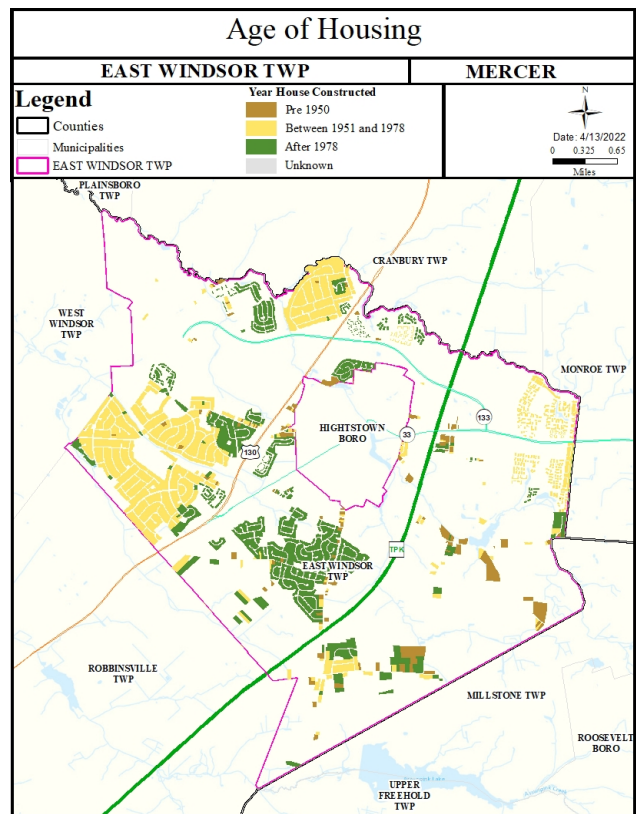 Age of Housing
EAST WINDSOR TWP
MERCER
Legend
Counties
Municipalities
EAST WINDSOR TWP
Year House Constructed
Pre 1950
Between 1951 and 1978
After 1978
Unknown
N
Date: 4/13/2022
0 0.325 0.65
Miles
PLAINSBORO
TWP
CRANBURY TWP
WEST
WINDSOR
TWP
MONROE TWP
133
HIGHTSTOWN
BORO
33
130
TPK
EAST WINDSOR
TWP
ROBBINSVILLE
TWP
MILLSTONE TWP
ROOSEVELT
BORO
UPPER
FREEHOLD
TWP